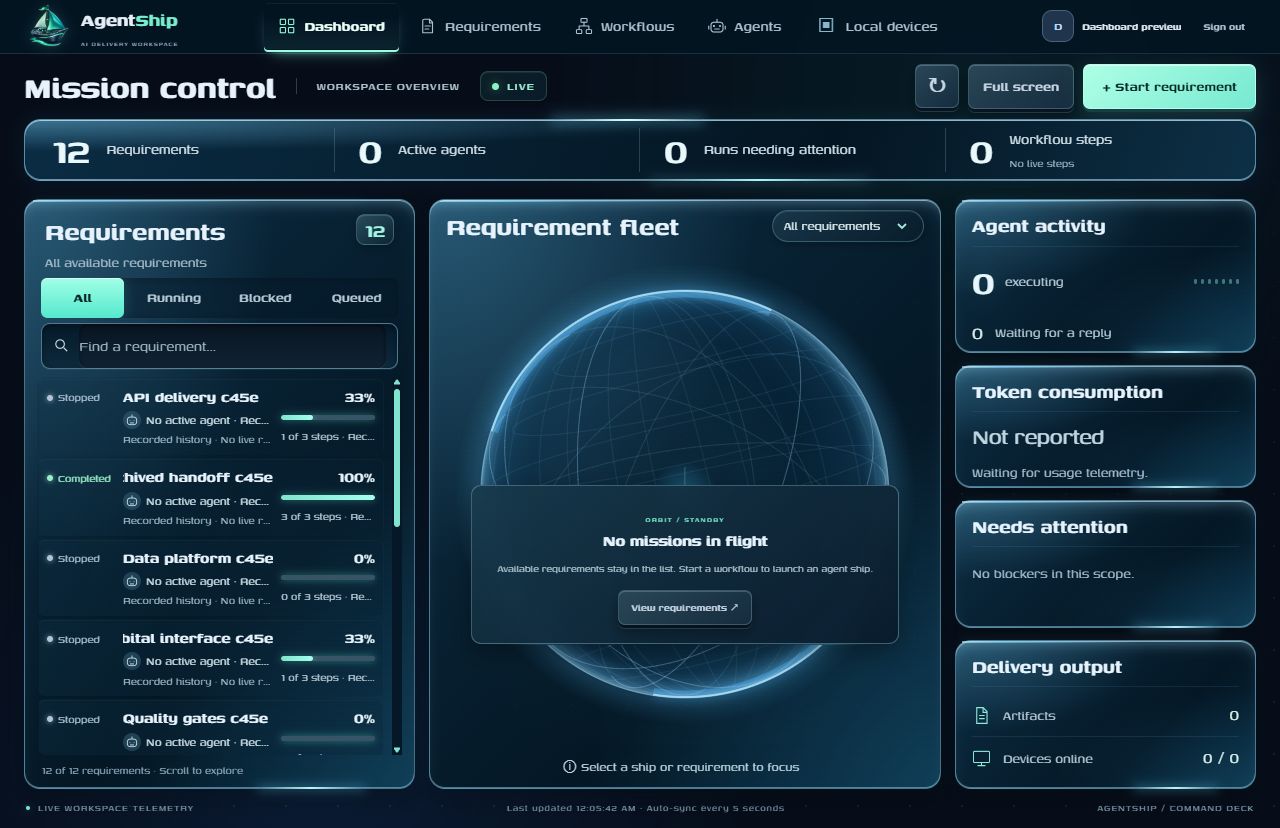 AgentShip
AI DELIVERY WORKSPACE
Dashboard
Requirements
Workflows
Agents
Local devices
D
Dashboard preview
Sign out
Mission control
WORKSPACE OVERVIEW
LIVE
↻
Full screen
+ Start requirement
12 Requirements
0 Active agents
0 Runs needing attention
0 Workflow steps
No live steps
Requirements
12
All available requirements
All
Running
Blocked
Queued
Find a requirement...
Stopped
API delivery c45e
33%
No active agent · Rec...
Recorded history · No live r...
1 of 3 steps · Rec...
Completed
hived handoff c45e
100%
No active agent · Rec...
Recorded history · No live r...
3 of 3 steps · Re...
Stopped
Data platform c45e
0%
No active agent · Rec...
Recorded history · No live r...
0 of 3 steps · Re...
Stopped
bital interface c45e
33%
No active agent · Rec...
Recorded history · No live r...
1 of 3 steps · Rec...
Stopped
Quality gates c45e
0%
No active agent · Rec...
12 of 12 requirements · Scroll to explore
Requirement fleet
All requirements
ORBIT / STANDBY
No missions in flight
Available requirements stay in the list. Start a workflow to launch an agent ship.
View requirements ↗
Select a ship or requirement to focus
Agent activity
0 executing
0 Waiting for a reply
Token consumption
Not reported
Waiting for usage telemetry.
Needs attention
No blockers in this scope.
Delivery output
Artifacts 0
Devices online 0 / 0
LIVE WORKSPACE TELEMETRY
Last updated 12:05:42 AM · Auto-sync every 5 seconds
AGENTSHIP / COMMAND DECK